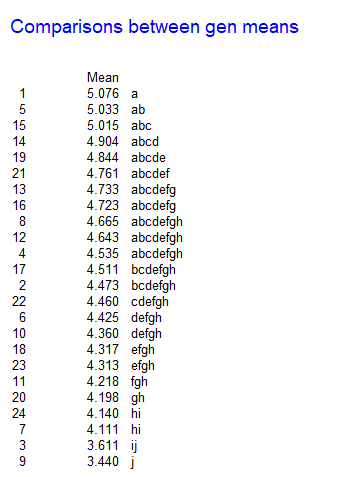 Comparisons between gen means
Mean
1 5.076 a
5 5.033 ab
15 5.015 abc
14 4.904 abcd
19 4.844 abcde
21 4.761 abcdef
13 4.733 abcdefg
16 4.723 abcdefg
8 4.665 abcdefgh
12 4.643 abcdefgh
4 4.535 abcdefgh
17 4.511 bcdefgh
2 4.473 bcdefgh
22 4.460 cdefgh
6 4.425 defgh
10 4.360 defgh
18 4.317 efgh
23 4.313 efgh
11 4.218 fgh
20 4.198 gh
24 4.140 hi
7 4.111 hi
3 3.611 ij
9 3.440 j